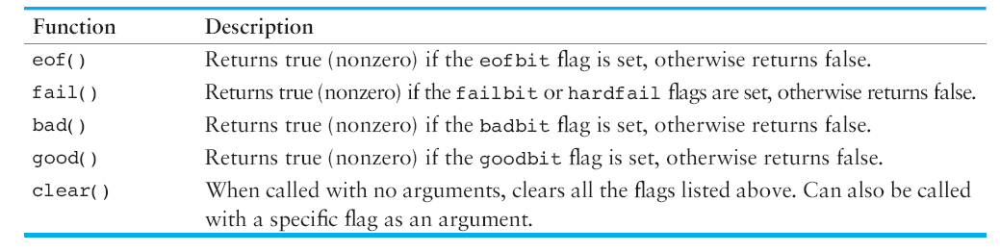 Function Description
eof() Returns true (nonzero) if the eofbit flag is set, otherwise returns false.
fail() Returns true (nonzero) if the failbit or hardfail flags are set, otherwise returns false.
bad() Returns true (nonzero) if the badbit flag is set, otherwise returns false.
good() Returns true (nonzero) if the goodbit flag is set, otherwise returns false.
clear() When called with no arguments, clears all the flags listed above. Can also be called
with a specific flag as an argument.